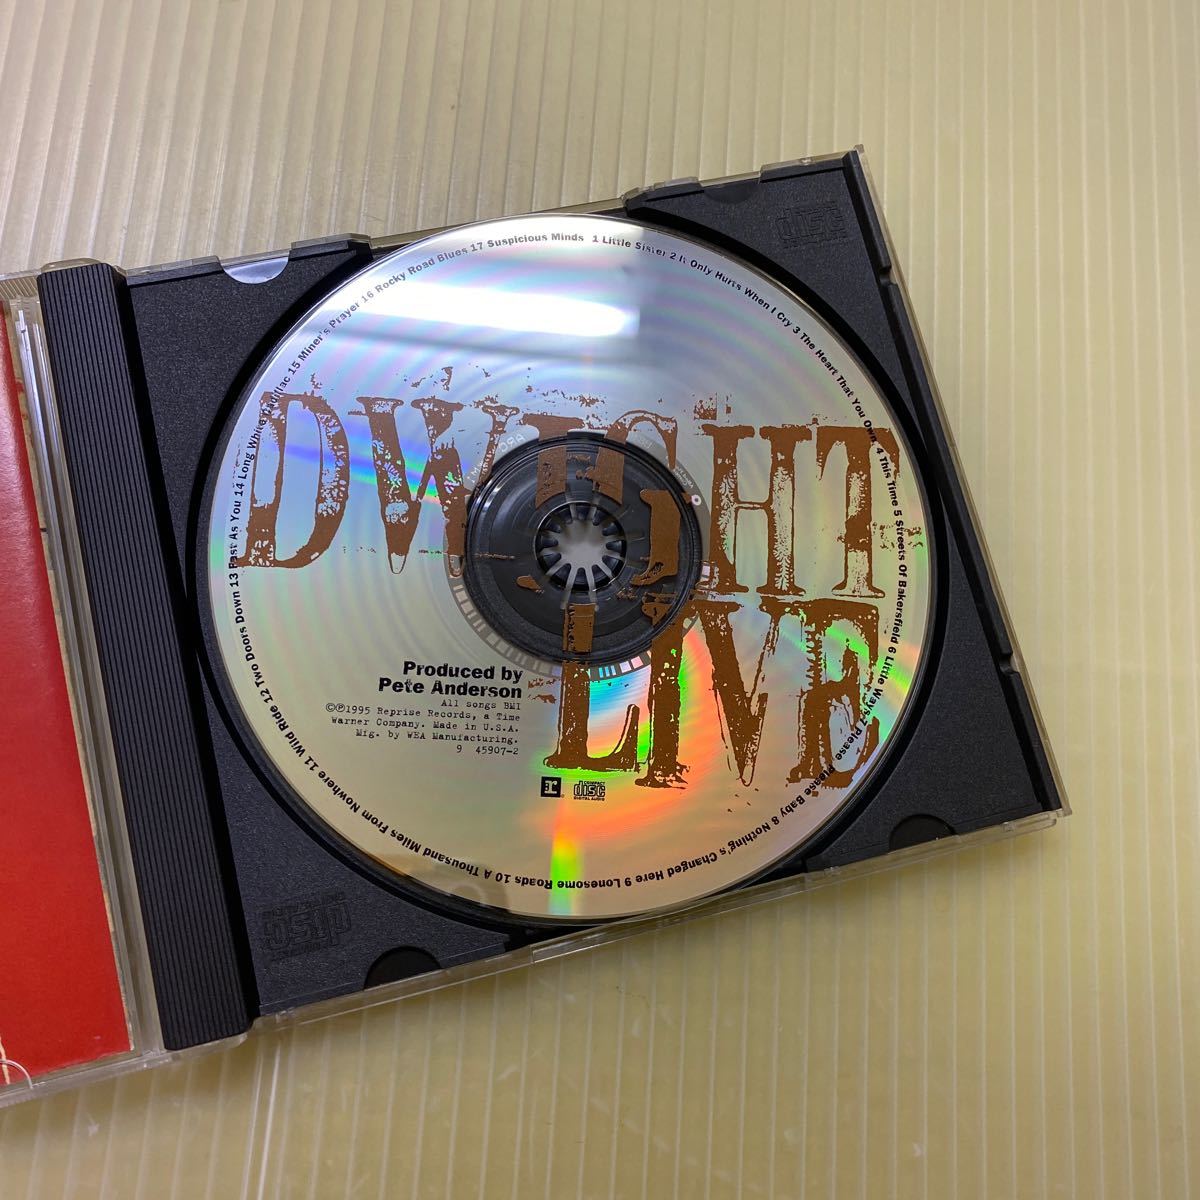 1 Little Sister 2 It Only Hurts When I Cry 3 The Heart That You Own 4 This Time 5 Streets Of Bakersfield 6 Little Ways 7 Please Please Baby 8 Nothing's Changed Here 9 Lonesome Roads 10 A Thousand Miles From Nowhere 11 Wild Ride 12 Two Doors Down 13 Fast As You 14 Long White Cadillac 15 Miner's Prayer 16 Rocky Road Blues 17 Suspicious Minds
DWIGHT
LIVE
Produced by
Pete Anderson
All songs BMI
©℗1995 Reprise Records, a Time
Warner Company. Made in U.S.A.
Mfg. by WEA Manufacturing.
9 45907-2
r®
COMPACT
disc
DIGITAL AUDIO
disc
disc